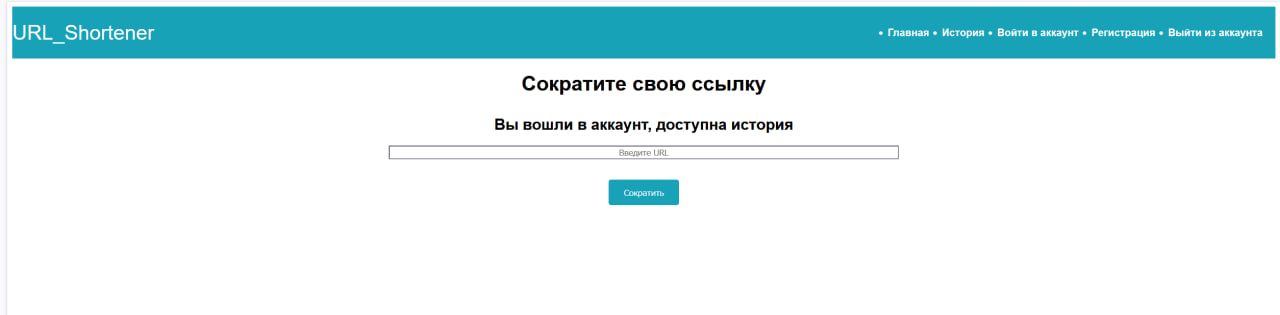 URL_Shortener
• Главная • История • Войти в аккаунт • Регистрация • Выйти из аккаунта
Сократите свою ссылку
Вы вошли в аккаунт, доступна история
Введите URL
Сократить